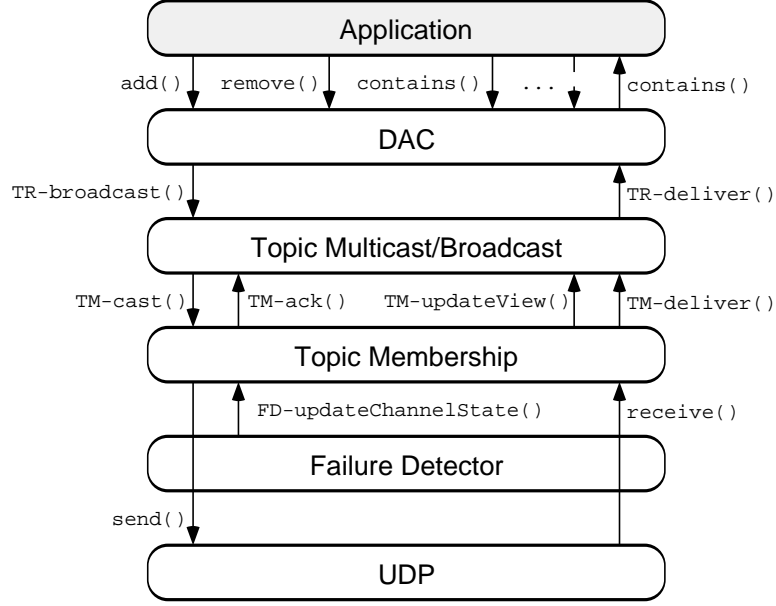 Application
add() remove() contains() ... contains()
DAC
TR-broadcast() TR-deliver()
Topic Multicast/Broadcast
TM-cast() TM-ack() TM-updateView() TM-deliver()
Topic Membership
FD-updateChannelState() receive()
Failure Detector
send()
UDP